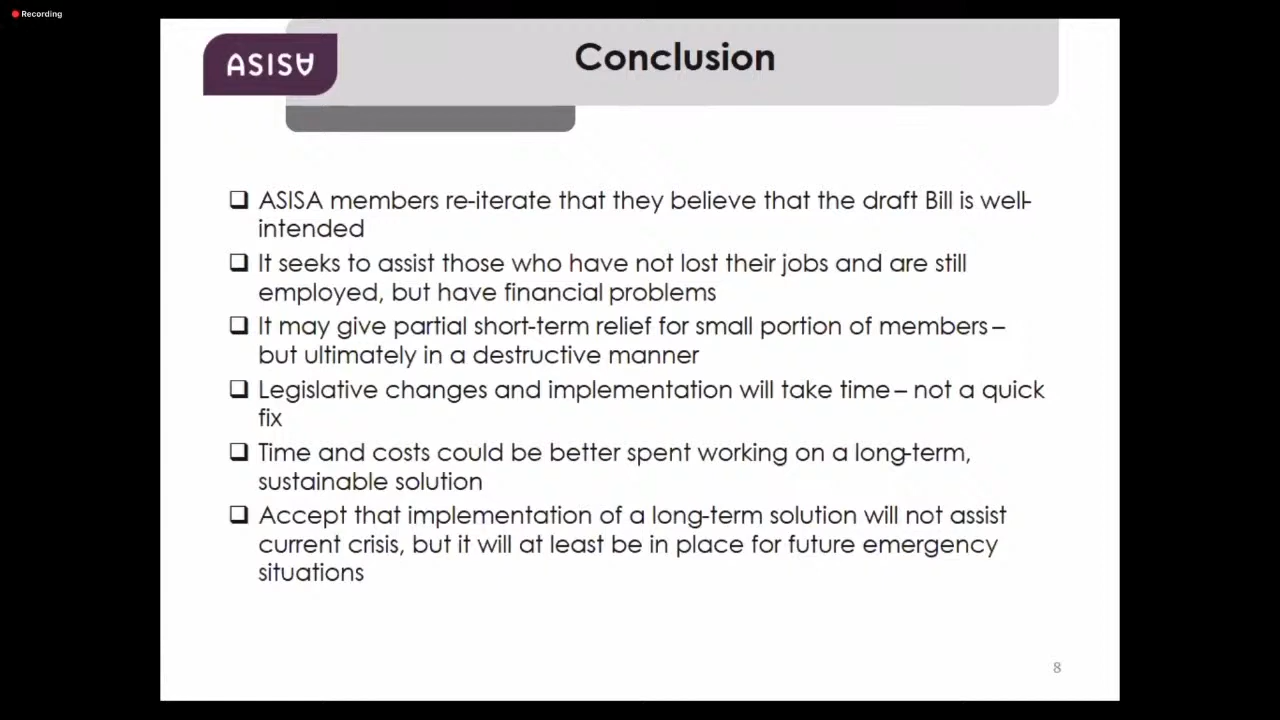 Recording
ASISA
Conclusion
❑ ASISA members re-iterate that they believe that the draft Bill is well-
intended
❑ It seeks to assist those who have not lost their jobs and are still
employed, but have financial problems
❑ It may give partial short-term relief for small portion of members –
but ultimately in a destructive manner
❑ Legislative changes and implementation will take time – not a quick
fix
❑ Time and costs could be better spent working on a long-term,
sustainable solution
❑ Accept that implementation of a long-term solution will not assist
current crisis, but it will at least be in place for future emergency
situations
8